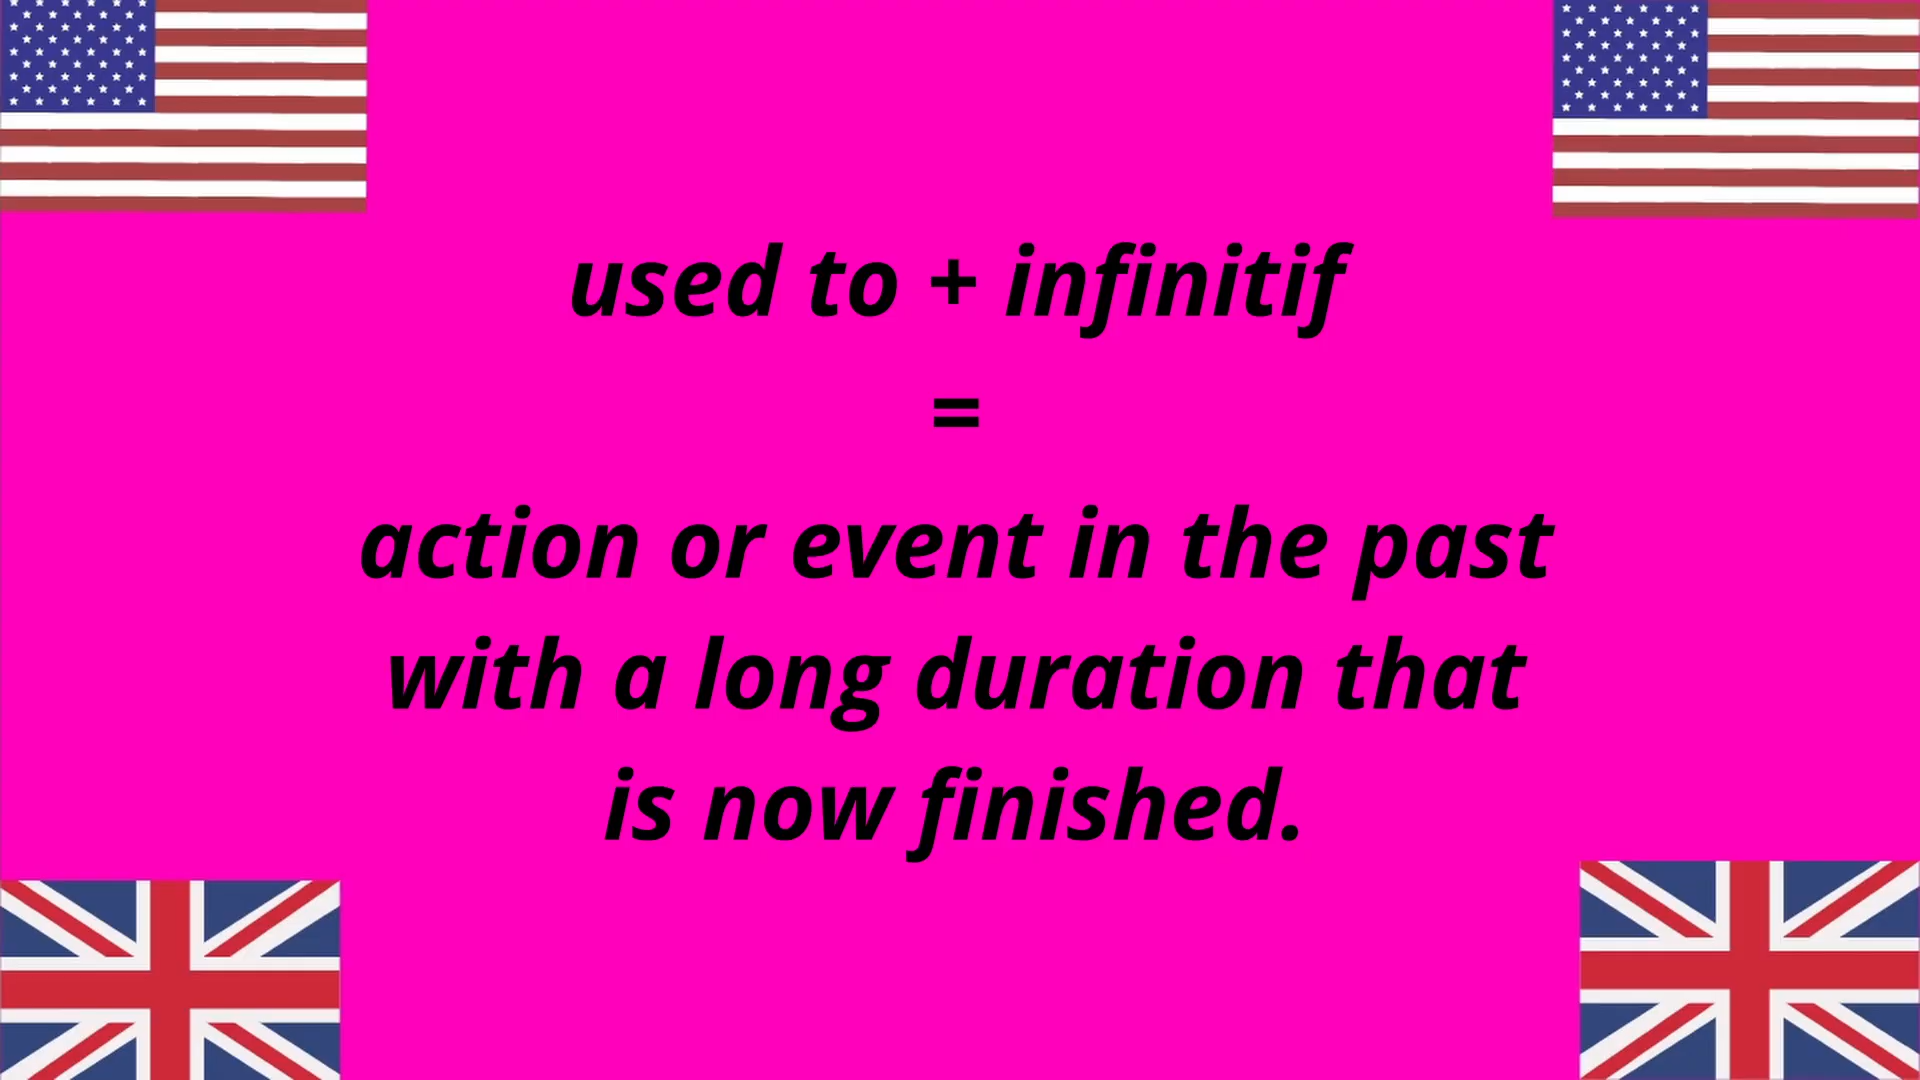 used to + infinitif
=
action or event in the past
with a long duration that
is now finished.